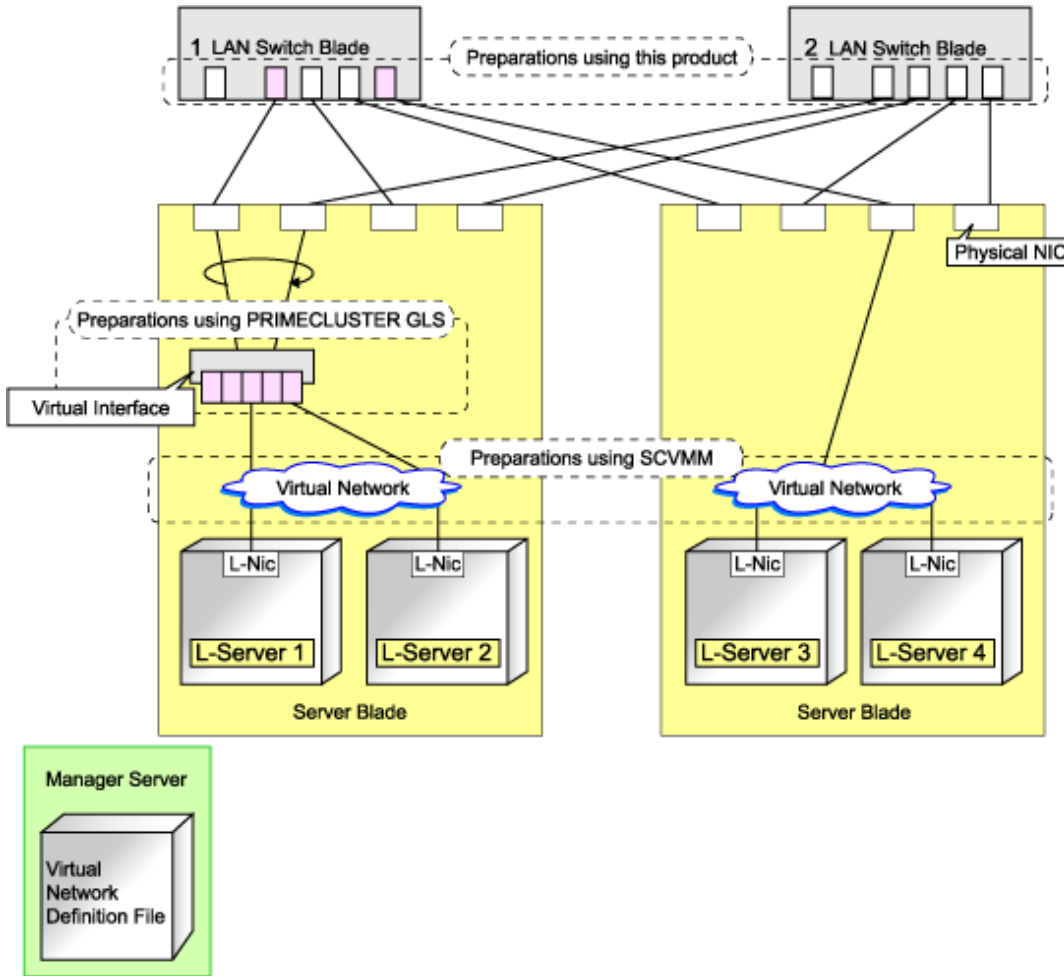 1 LAN Switch Blade
2 LAN Switch Blade
Preparations using this product
Physical NIC
Preparations using PRIMECLUSTER GLS
Virtual Interface
Preparations using SCVMM
Virtual Network
Virtual Network
L-Nic
L-Nic
L-Nic
L-Nic
L-Server 1
L-Server 2
L-Server 3
L-Server 4
Server Blade
Server Blade
Manager Server
Virtual
Network
Definition File